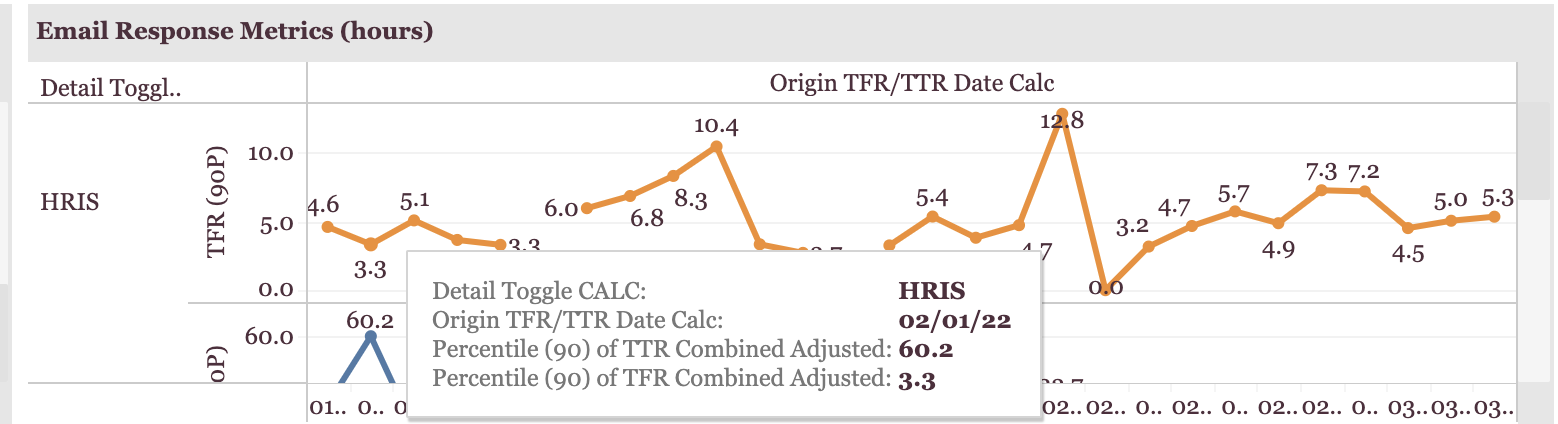 Email Response Metrics (hours)
Detail Toggl..
Origin TFR/TTR Date Calc
HRIS
TFR (90P)
10.0
5.0
0.0
4.6
3.3
5.1
3.3
6.0
6.8
8.3
10.4
5.4
4.7
12.8
0.0
3.2
4.7
5.7
4.9
7.3
7.2
4.5
5.0
5.3
60.0
60.2
Detail Toggle CALC: HRIS
Origin TFR/TTR Date Calc: 02/01/22
Percentile (90) of TTR Combined Adjusted: 60.2
Percentile (90) of TFR Combined Adjusted: 3.3
01.. 0.. 02.. 02.. 0.. 02.. 0.. 02.. 02.. 0.. 03.. 03.. 03..